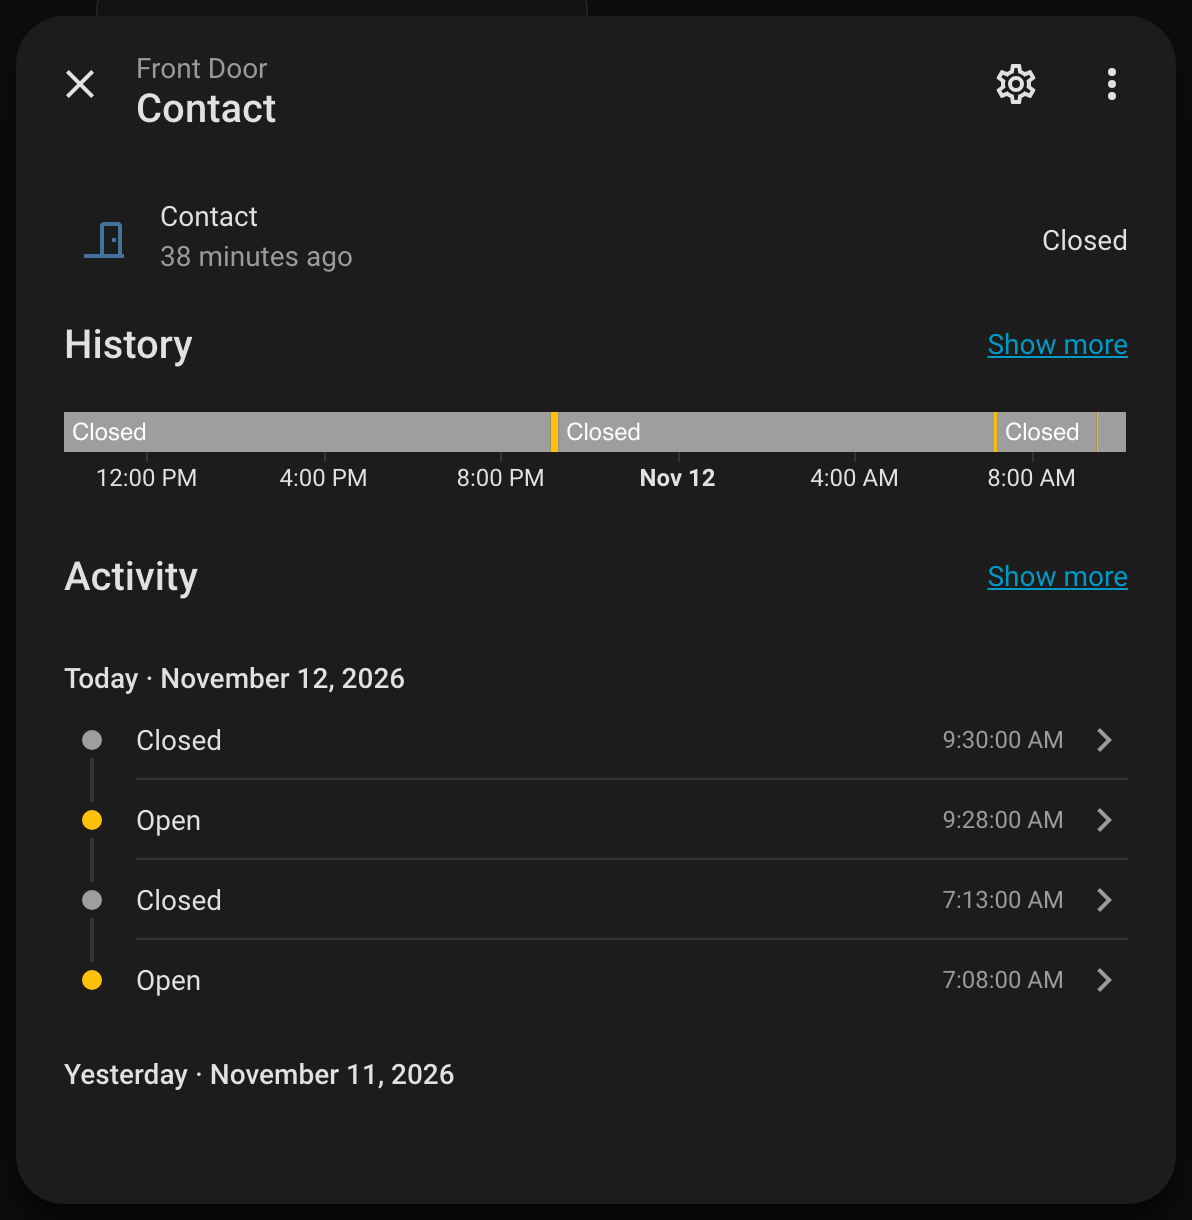 Front Door
Contact
Contact
38 minutes ago
Closed
History
Show more
Closed
Closed
Closed
12:00 PM
4:00 PM
8:00 PM
Nov 12
4:00 AM
8:00 AM
Activity
Show more
Today · November 12, 2026
Closed
9:30:00 AM
Open
9:28:00 AM
Closed
7:13:00 AM
Open
7:08:00 AM
Yesterday · November 11, 2026